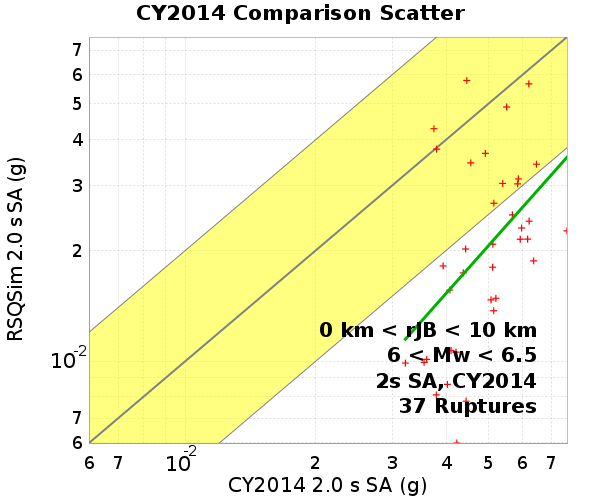 CY2014 Comparison Scatter
RSQSim 2.0 s SA (g)
7
6
5
4
3
2
10-2
7
6
0 km < rJB < 10 km
6 < Mw < 6.5
2s SA, CY2014
37 Ruptures
6 7 10-2 2 3 4 5 6 7
CY2014 2.0 s SA (g)